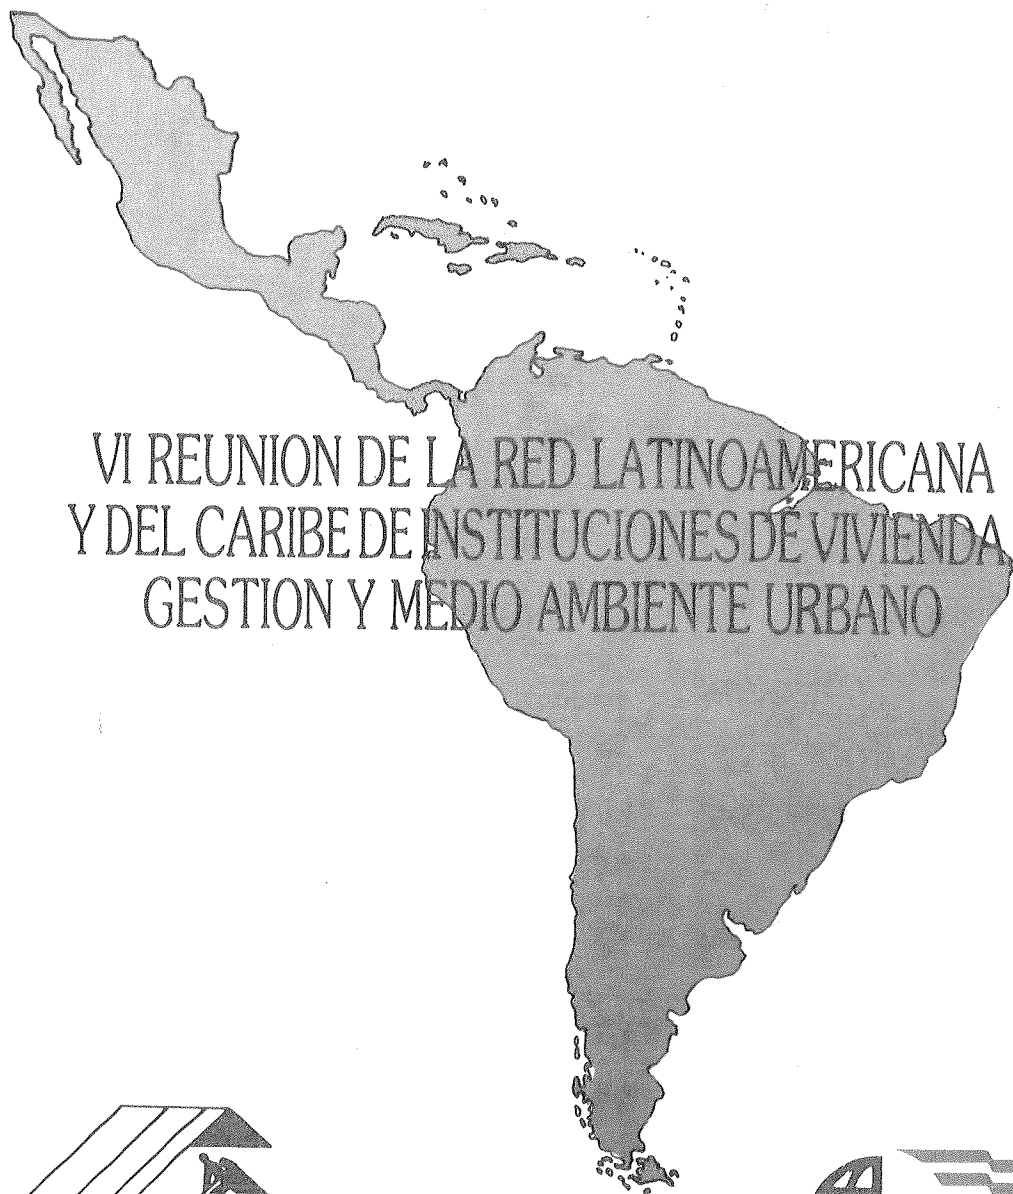 VI REUNION DE LA RED LATINOAMERICANA
Y DEL CARIBE DE INSTITUCIONES DE VIVIENDA
GESTION Y MEDIO AMBIENTE URBANO